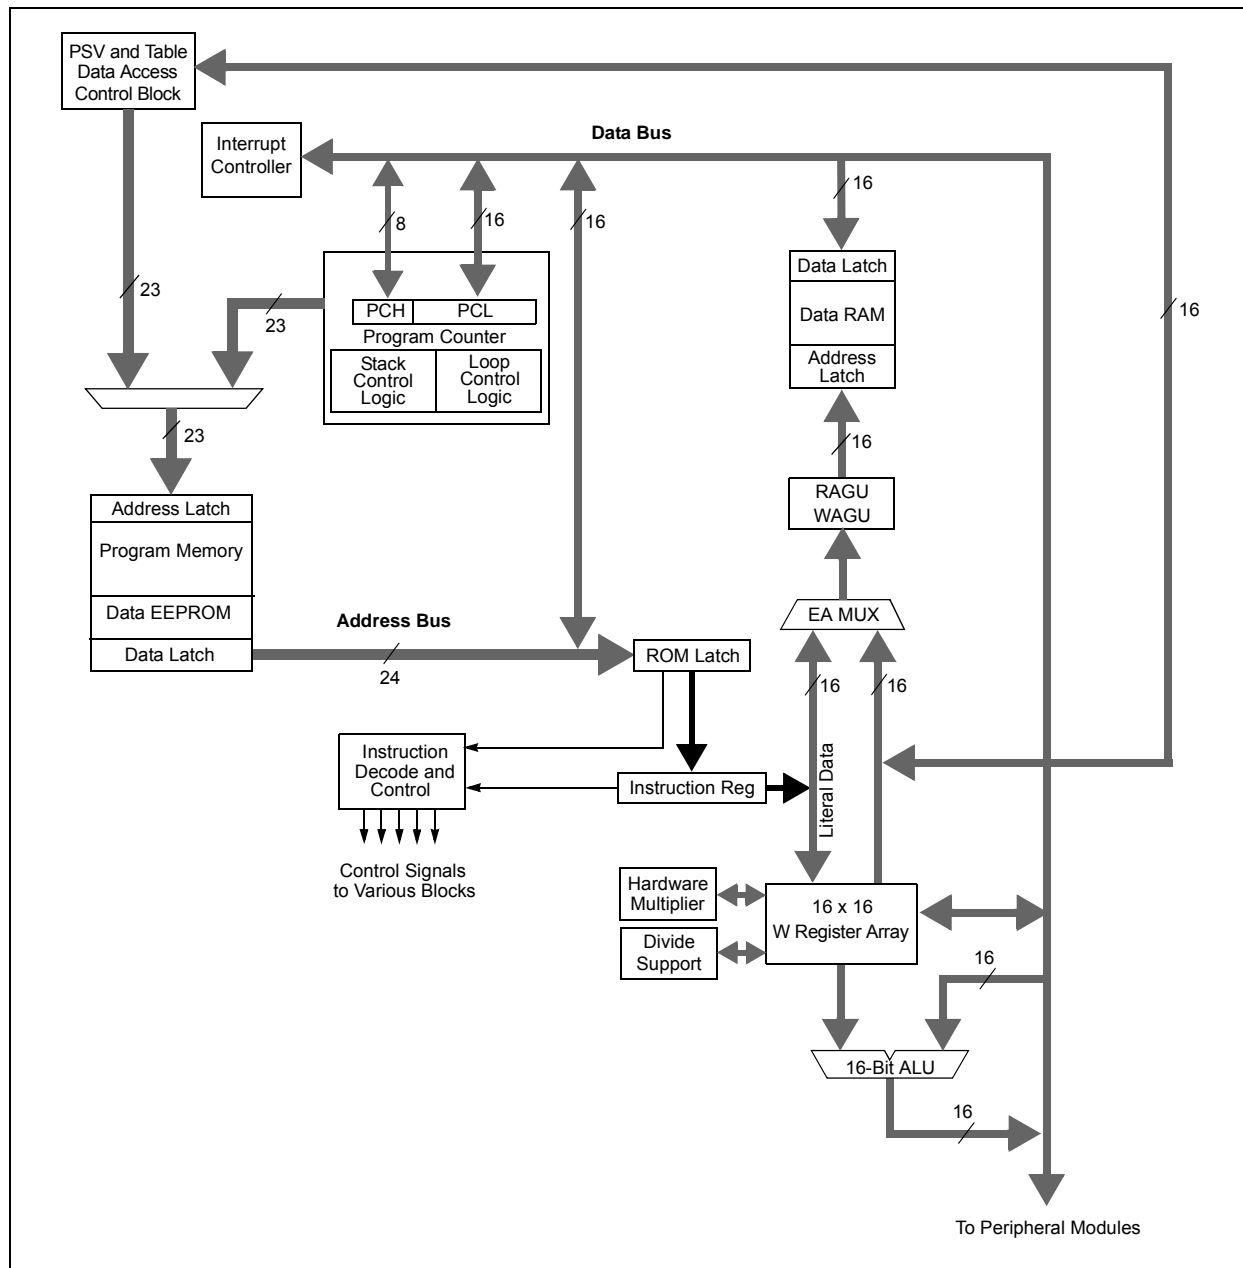 PSV and Table
Data Access
Control Block
Interrupt
Controller
Data Bus
8
16
16
16
23
23
PCH
PCL
Program Counter
Stack
Control
Logic
Loop
Control
Logic
Data Latch
Data RAM
Address
Latch
16
23
16
RAGU
WAGU
Address Latch
Program Memory
Data EEPROM
Data Latch
Address Bus
24
ROM Latch
EA MUX
16
16
Instruction
Decode and
Control
Instruction Reg
Literal Data
Control Signals
to Various Blocks
Hardware
Multiplier
Divide
Support
16 x 16
W Register Array
16
16-Bit ALU
16
To Peripheral Modules